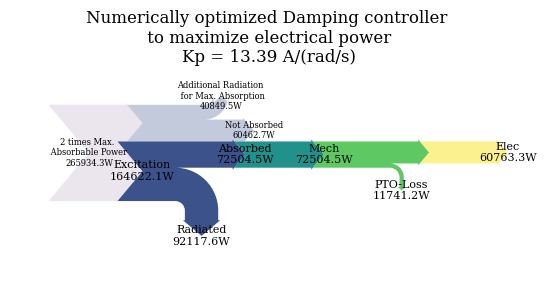 Numerically optimized Damping controller
to maximize electrical power
Kp = 13.39 A/(rad/s)
Additional Radiation
for Max. Absorption
40849.5W
Not Absorbed
60462.7W
2 times Max.
Absorbable Power
265934.3W
Excitation
164622.1W
Absorbed
72504.5W
Mech
72504.5W
Elec
60763.3W
PTO-Loss
11741.2W
Radiated
92117.6W